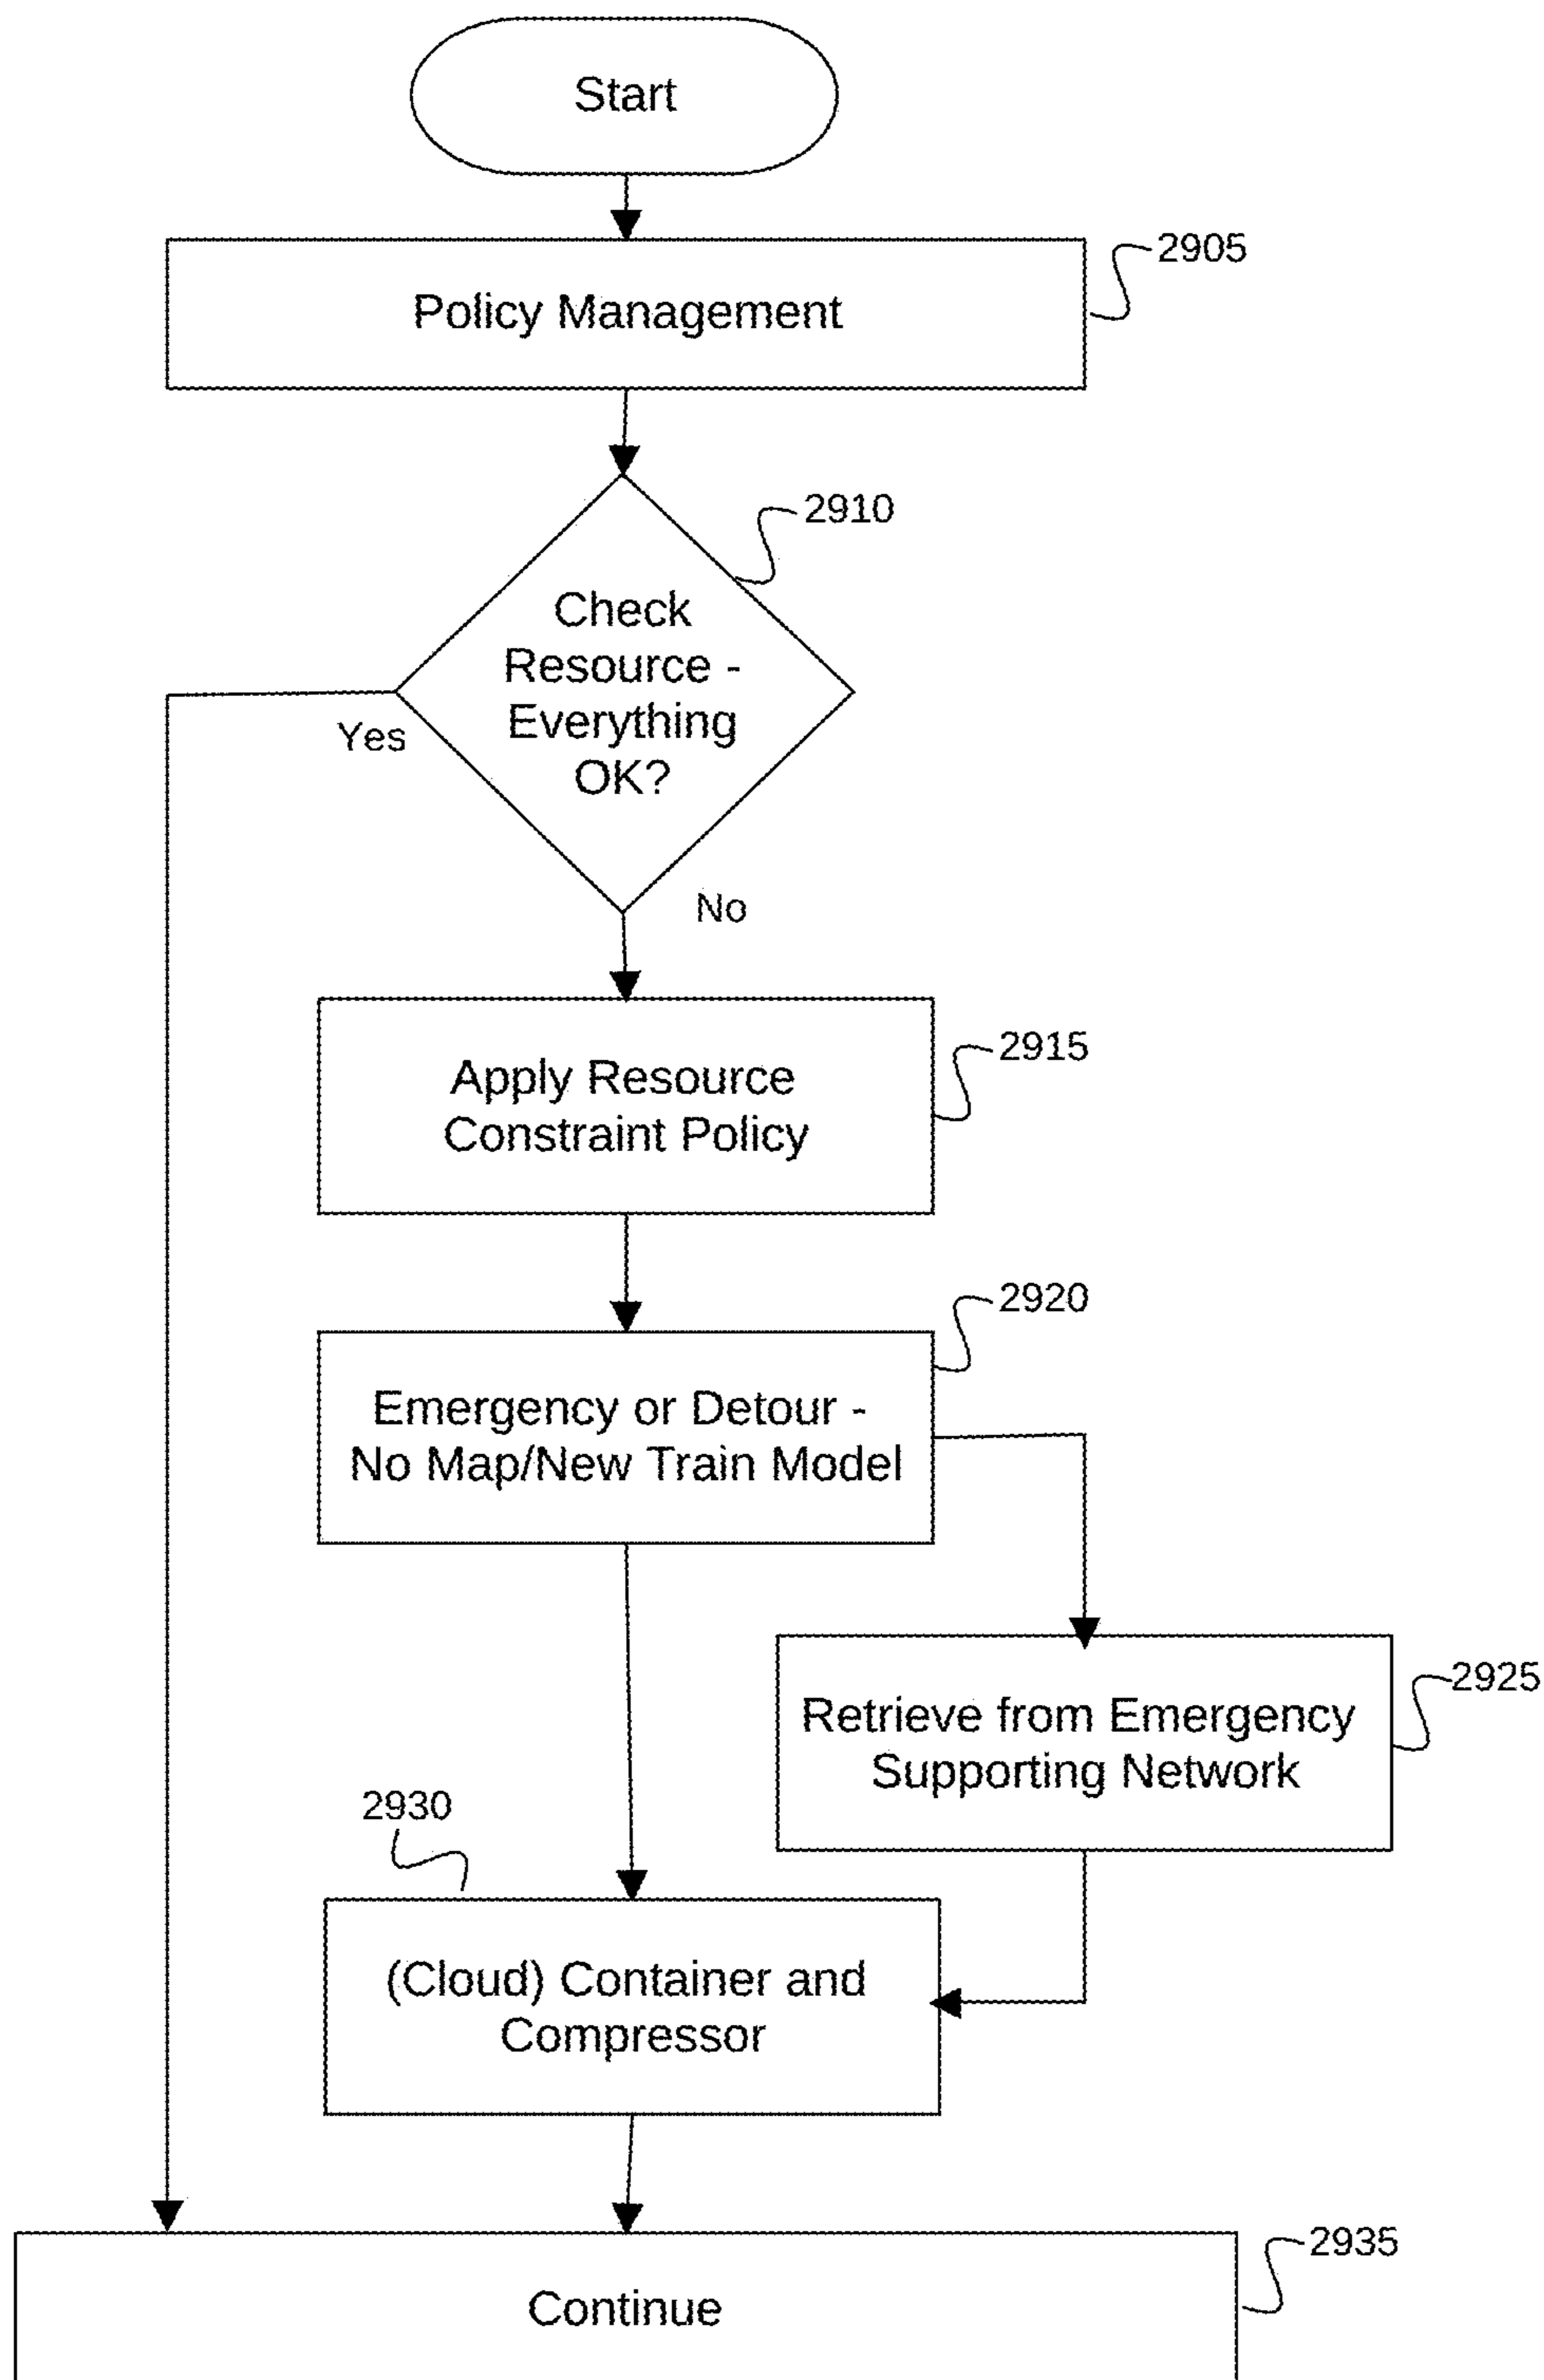 Start
Policy Management
2905
2910
Check
Resource -
Everything
OK?
Yes
No
Apply Resource
Constraint Policy
2915
2920
Emergency or Detour -
No Map/New Train Model
Retrieve from Emergency
Supporting Network
2925
2930
(Cloud) Container and
Compressor
2935
Continue